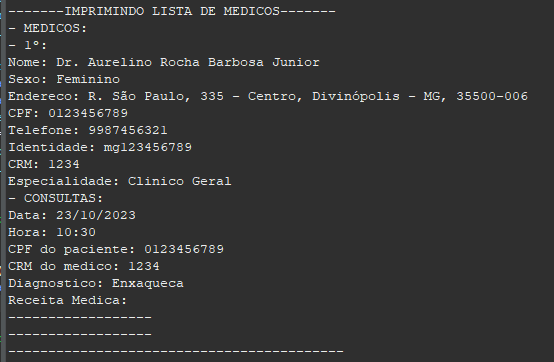 -------IMPRIMINDO LISTA DE MEDICOS-------
- MEDICOS:
- 1°:
Nome: Dr. Aurelino Rocha Barbosa Junior
Sexo: Feminino
Endereco: R. São Paulo, 335 - Centro, Divinópolis - MG, 35500-006
CPF: 0123456789
Telefone: 9987456321
Identidade: mg123456789
CRM: 1234
Especialidade: Clinico Geral
- CONSULTAS:
Data: 23/10/2023
Hora: 10:30
CPF do paciente: 0123456789
CRM do medico: 1234
Diagnostico: Enxaqueca
Receita Medica:
------------------
------------------
------------------------------------------